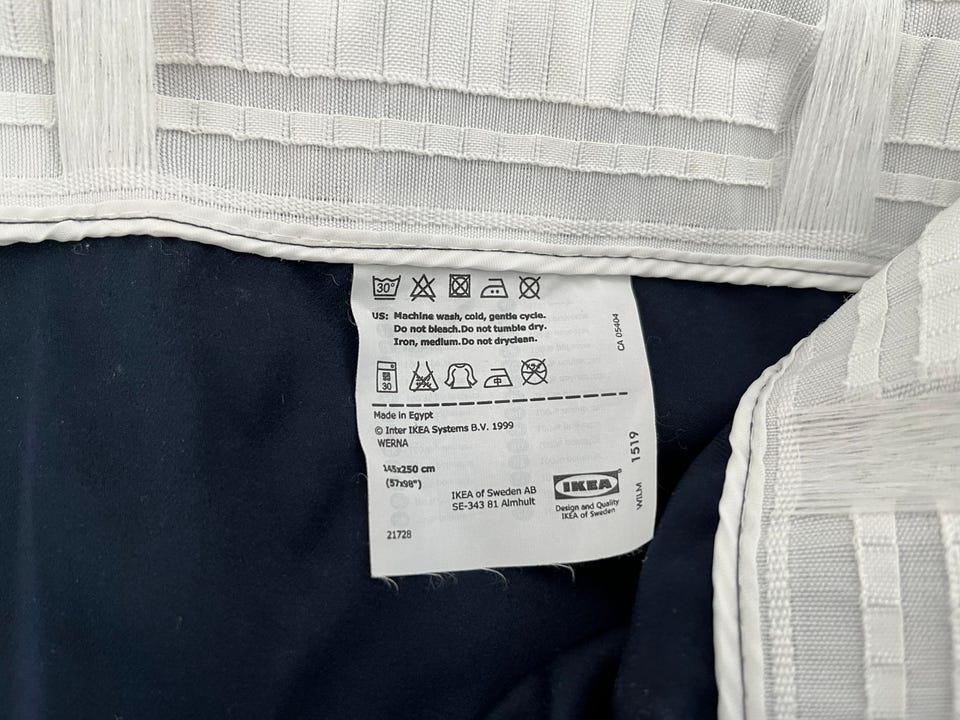 30°
US: Machine wash, cold, gentle cycle.
Do not bleach.Do not tumble dry.
Iron, medium.Do not dryclean.
CA 05404
30
Made in Egypt
© Inter IKEA Systems B.V. 1999
WERNA
145x250 cm
(57x98")
IKEA of Sweden AB
SE-343 81 Almhult
IKEA
Design and Quality
IKEA of Sweden
21728
WILM 1519